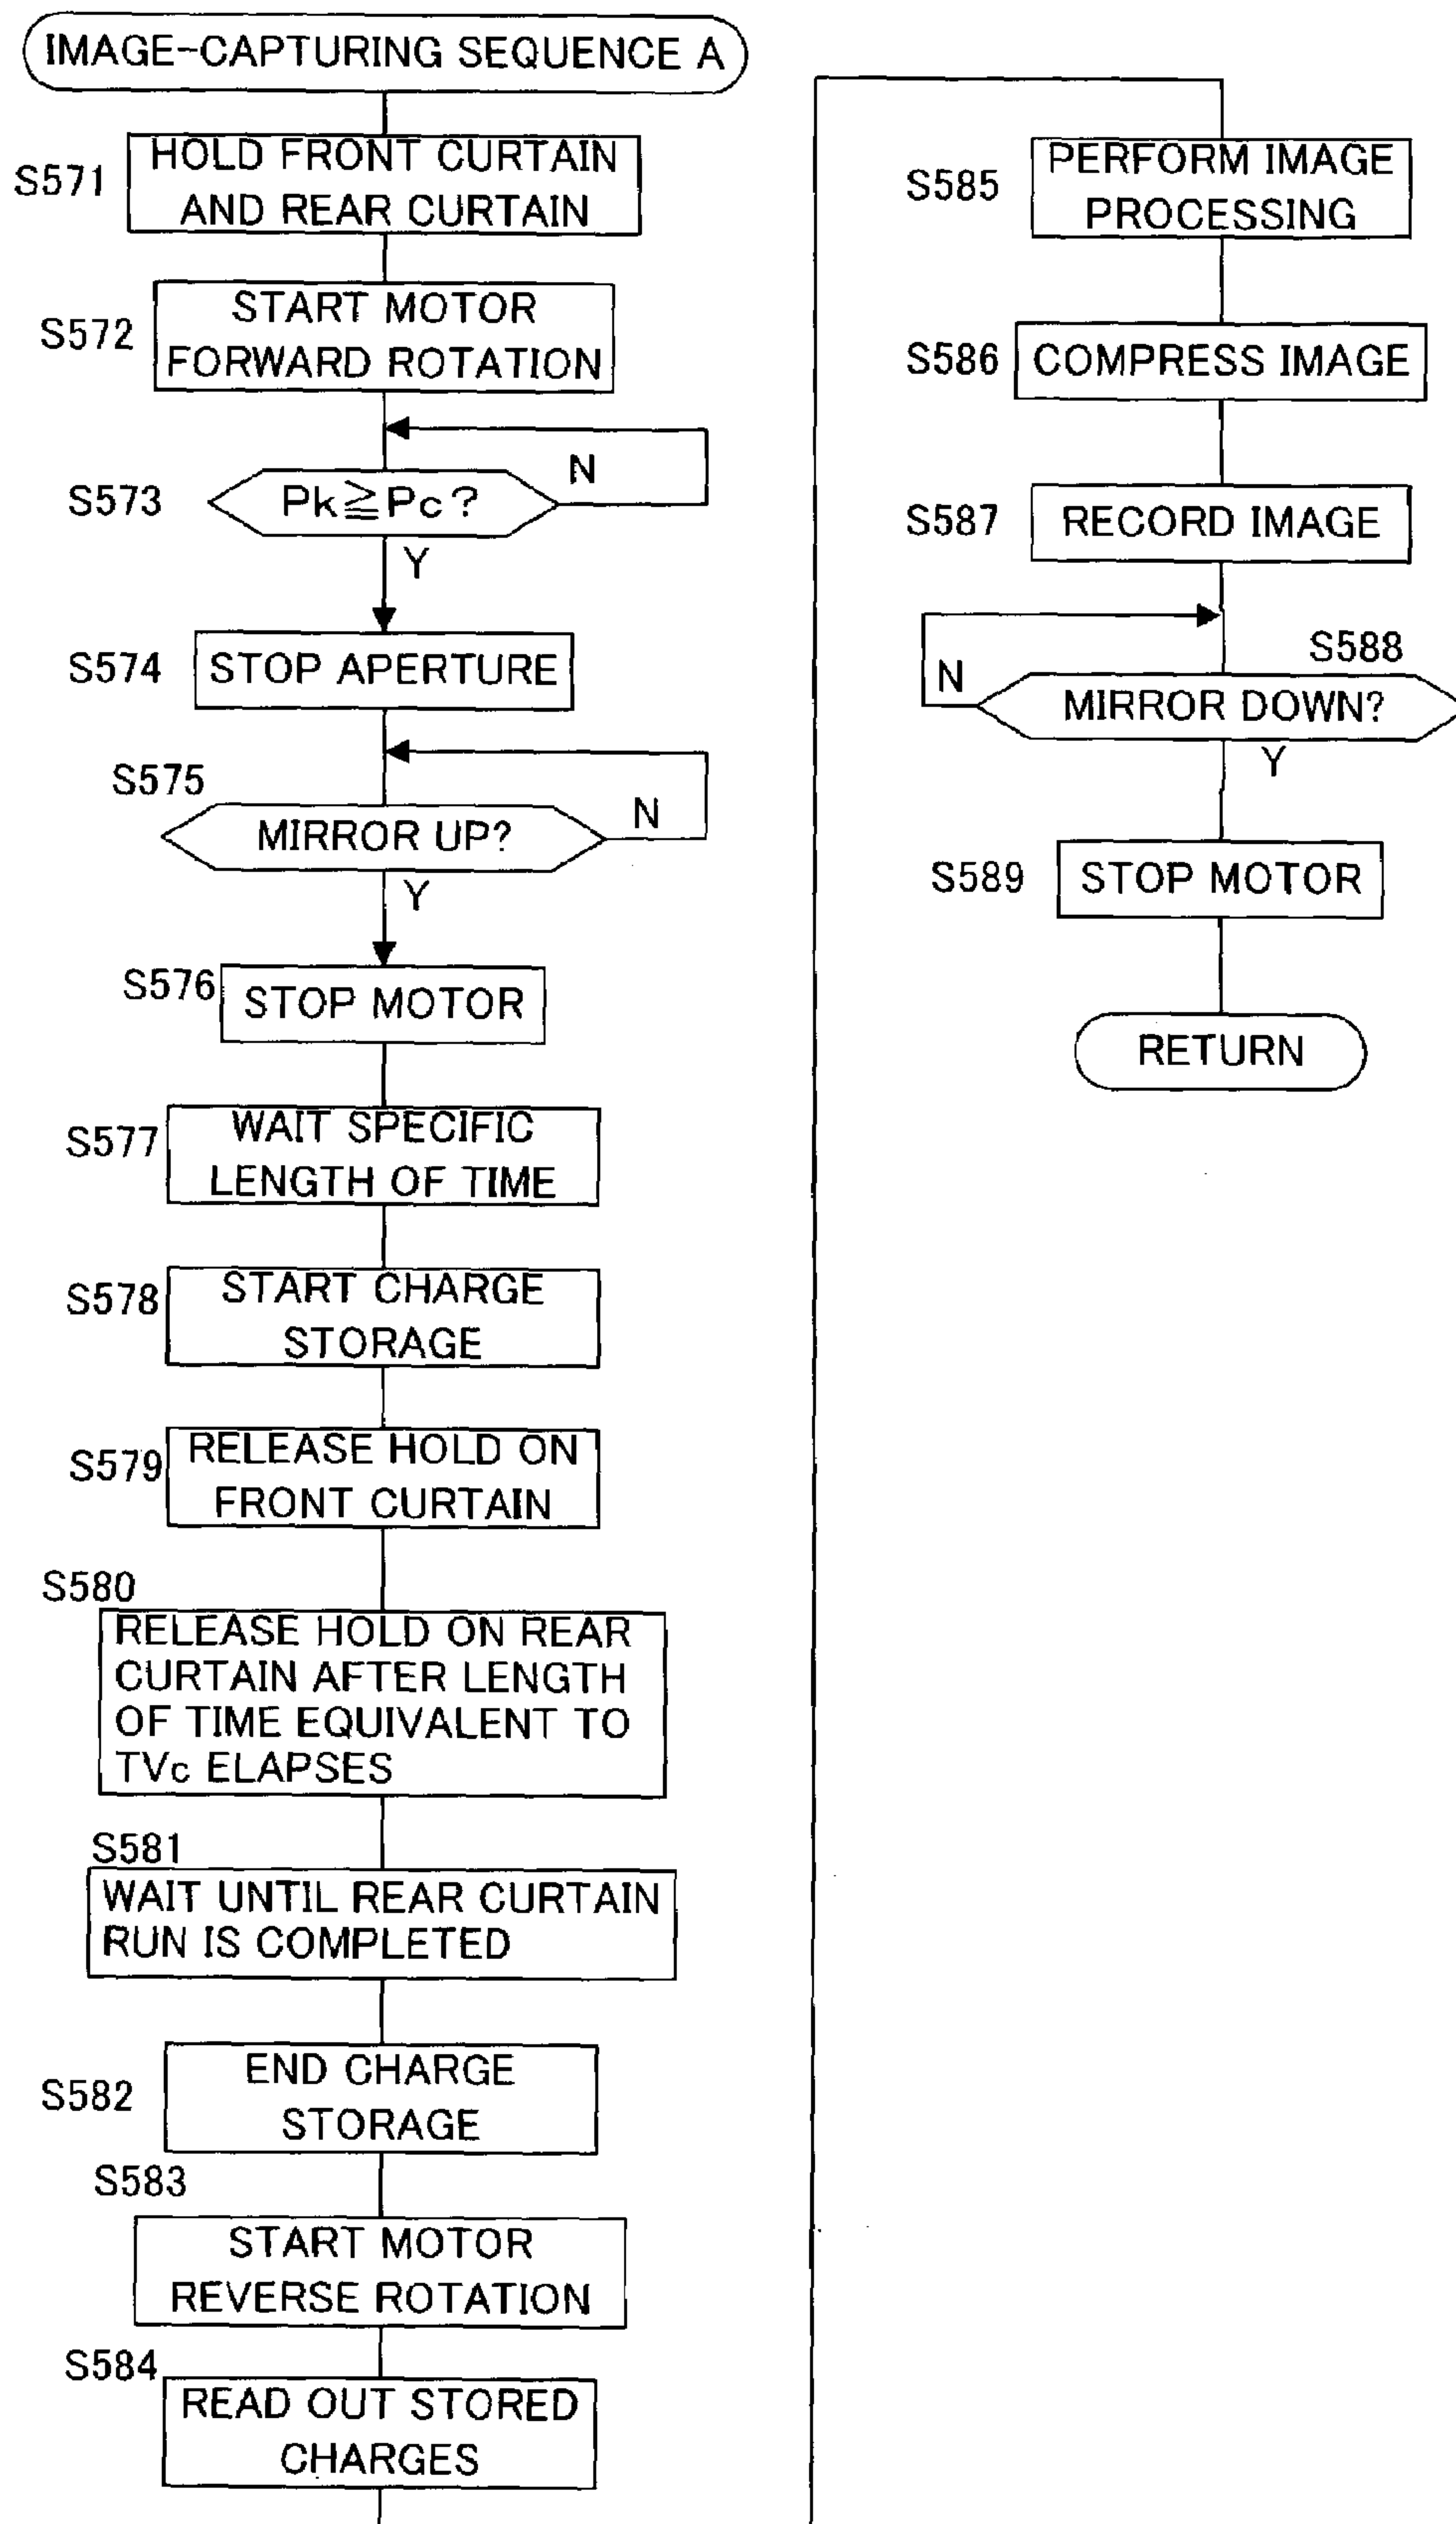 IMAGE-CAPTURING SEQUENCE A
S571
HOLD FRONT CURTAIN
AND REAR CURTAIN
S572
START MOTOR
FORWARD ROTATION
S573
Pk≧Pc?
N
Y
S574
STOP APERTURE
S575
MIRROR UP?
N
Y
S576
STOP MOTOR
S577
WAIT SPECIFIC
LENGTH OF TIME
S578
START CHARGE
STORAGE
S579
RELEASE HOLD ON
FRONT CURTAIN
S580
RELEASE HOLD ON REAR
CURTAIN AFTER LENGTH
OF TIME EQUIVALENT TO
TVc ELAPSES
S581
WAIT UNTIL REAR CURTAIN
RUN IS COMPLETED
S582
END CHARGE
STORAGE
S583
START MOTOR
REVERSE ROTATION
S584
READ OUT STORED
CHARGES
S585
PERFORM IMAGE
PROCESSING
S586
COMPRESS IMAGE
S587
RECORD IMAGE
S588
N
MIRROR DOWN?
Y
S589
STOP MOTOR
RETURN